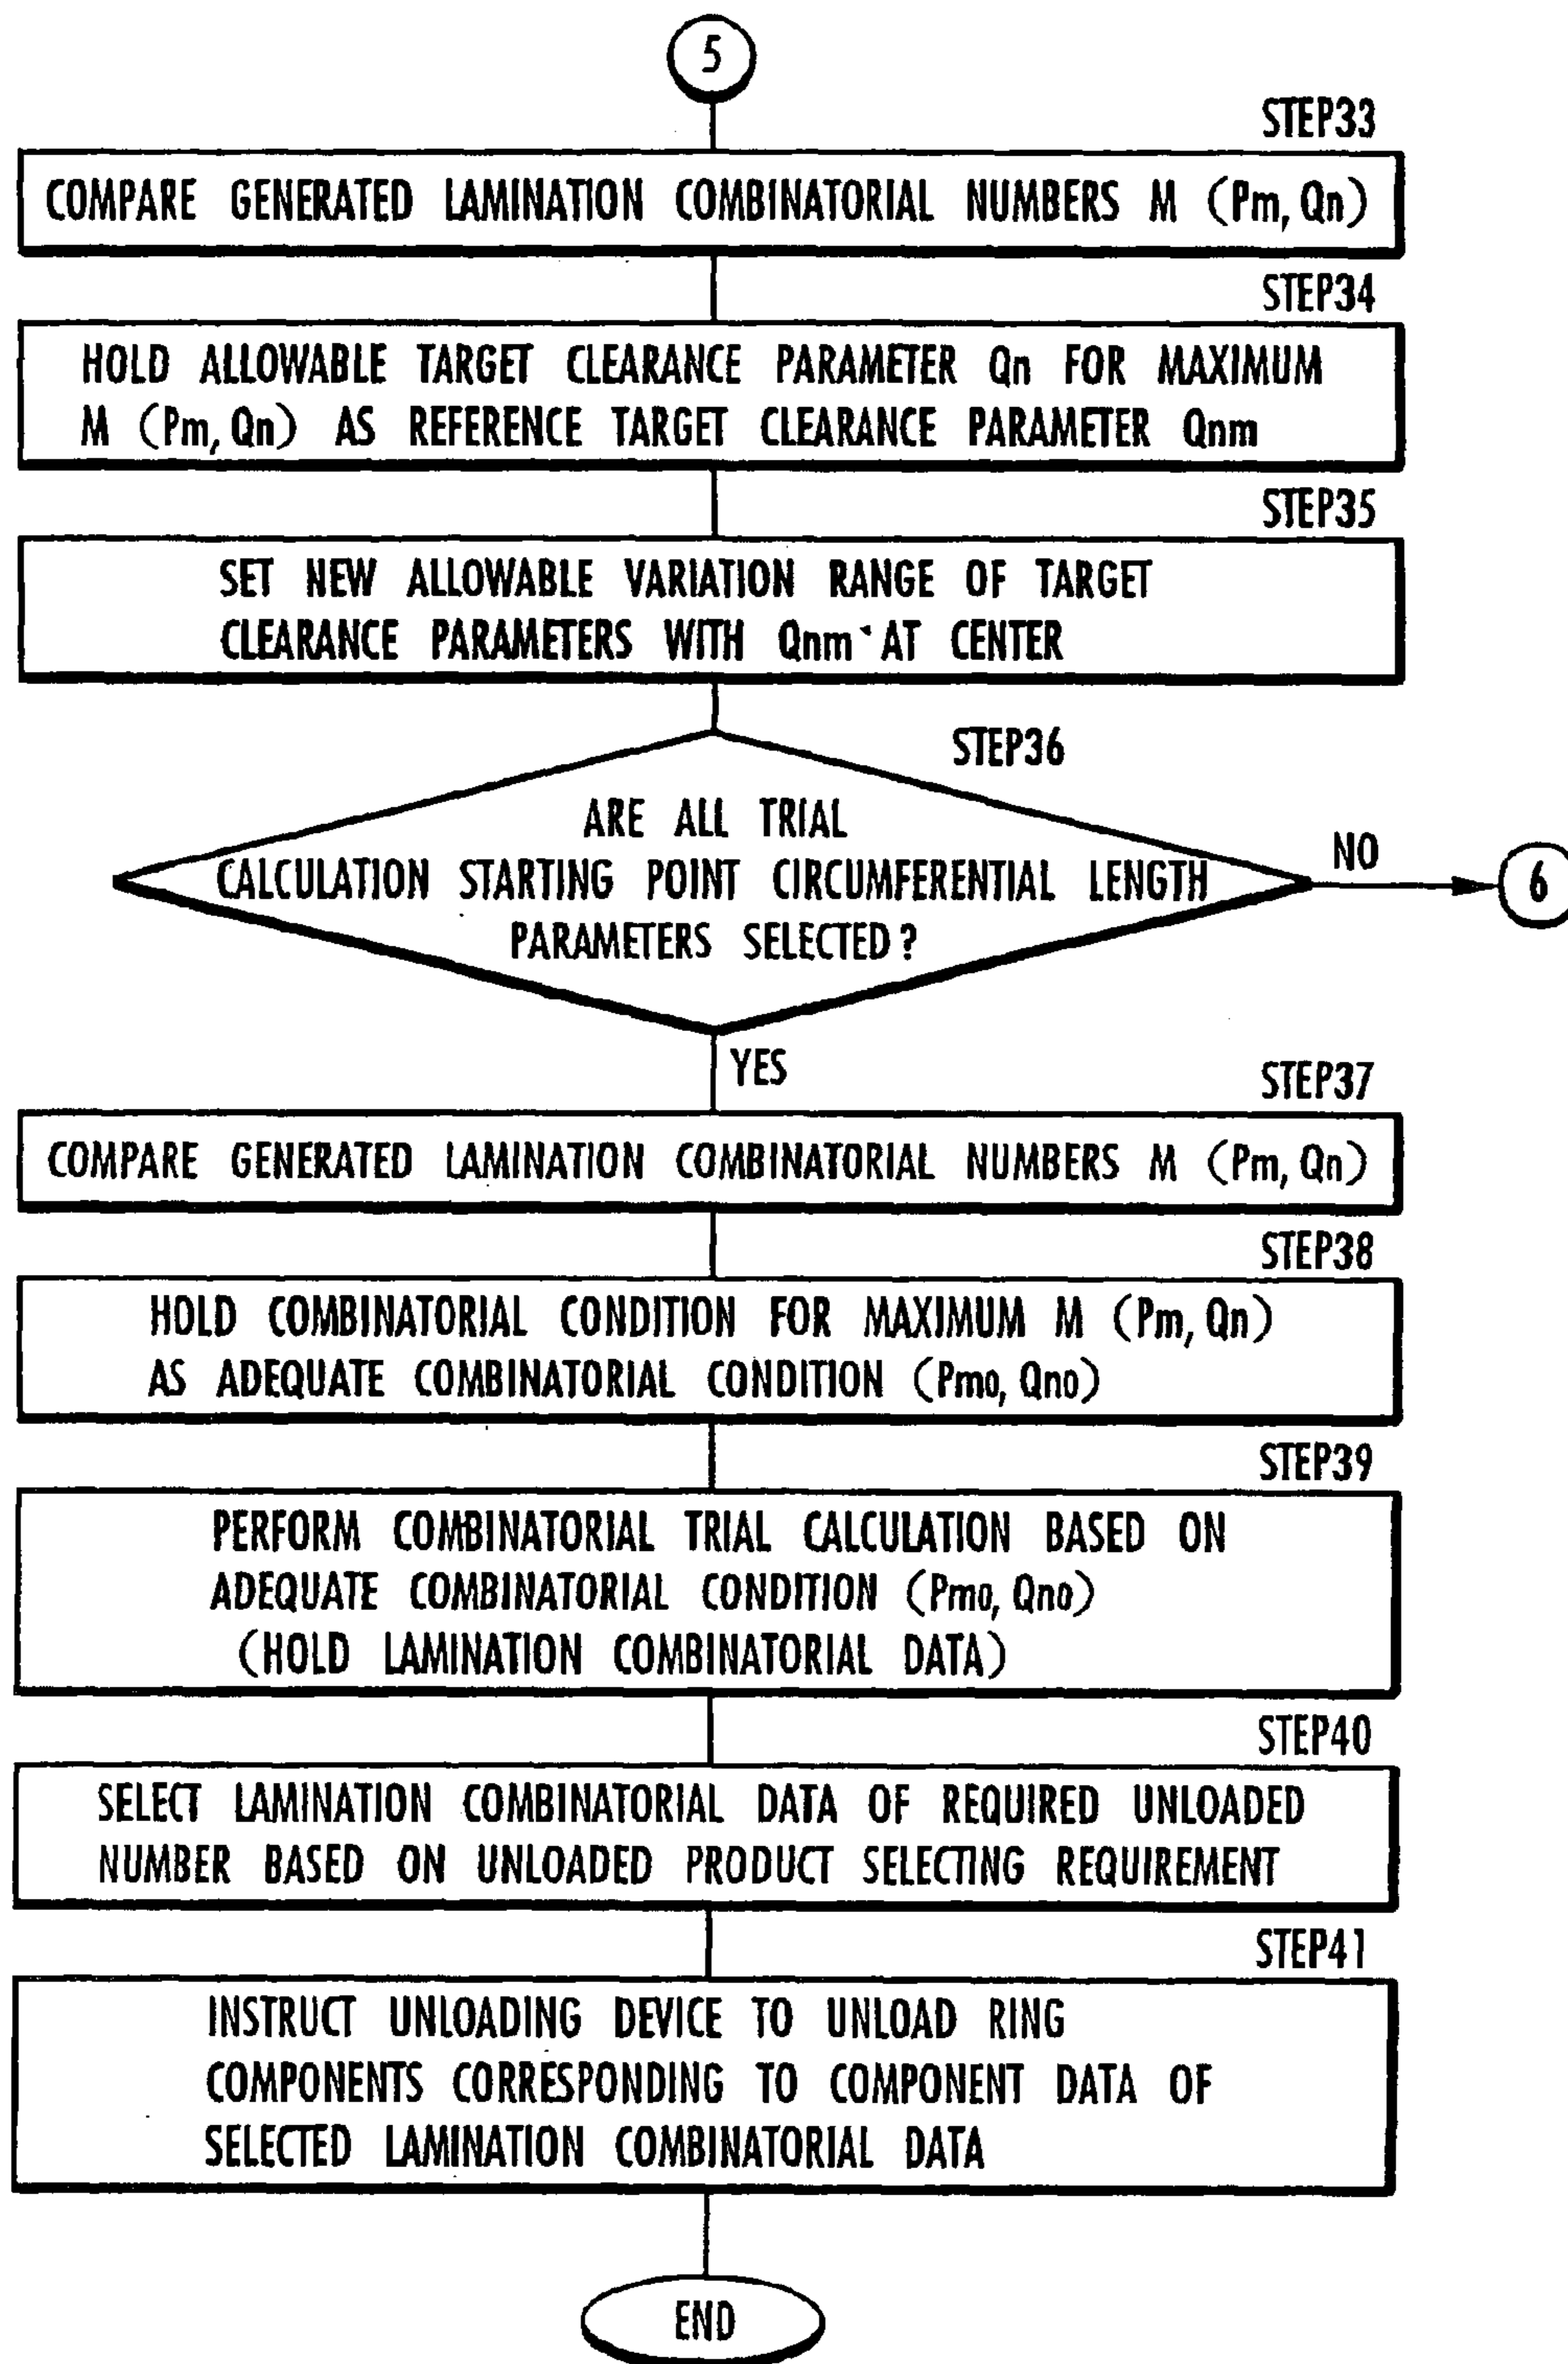 5
STEP33
COMPARE GENERATED LAMINATION COMBINATORIAL NUMBERS M (Pm, Qn)
STEP34
HOLD ALLOWABLE TARGET CLEARANCE PARAMETER Qn FOR MAXIMUM
M (Pm, Qn) AS REFERENCE TARGET CLEARANCE PARAMETER Qnm
STEP35
SET NEW ALLOWABLE VARIATION RANGE OF TARGET
CLEARANCE PARAMETERS WITH Qnm AT CENTER
STEP36
ARE ALL TRIAL
CALCULATION STARTING POINT CIRCUMFERENTIAL LENGTH
PARAMETERS SELECTED?
NO
6
YES
STEP37
COMPARE GENERATED LAMINATION COMBINATORIAL NUMBERS M (Pm, Qn)
STEP38
HOLD COMBINATORIAL CONDITION FOR MAXIMUM M (Pm, Qn)
AS ADEQUATE COMBINATORIAL CONDITION (Pmo, Qno)
STEP39
PERFORM COMBINATORIAL TRIAL CALCULATION BASED ON
ADEQUATE COMBINATORIAL CONDITION (Pmo, Qno)
(HOLD LAMINATION COMBINATORIAL DATA)
STEP40
SELECT LAMINATION COMBINATORIAL DATA OF REQUIRED UNLOADED
NUMBER BASED ON UNLOADED PRODUCT SELECTING REQUIREMENT
STEP41
INSTRUCT UNLOADING DEVICE TO UNLOAD RING
COMPONENTS CORRESPONDING TO COMPONENT DATA OF
SELECTED LAMINATION COMBINATORIAL DATA
END